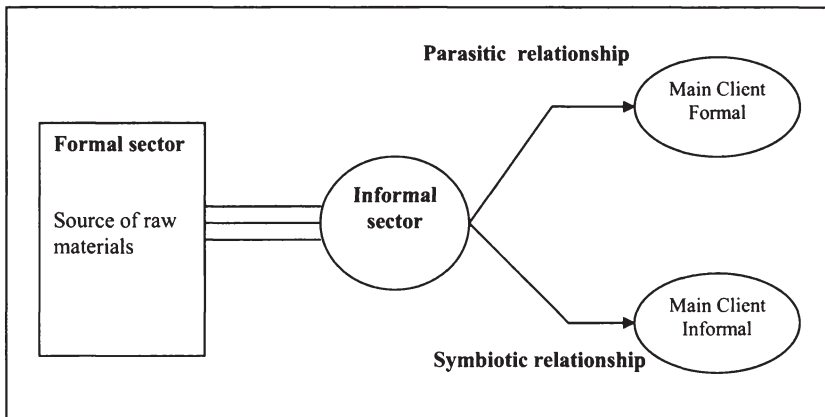 Parasitic relationship
Main Client
Formal
Formal sector
Source of raw
materials
Informal
sector
Main Client
Informal
Symbiotic relationship